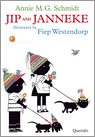 Annie M.G. Schmidt
JIP AND JANNEKE
Illustrated by
Fiep Westendorp
Querido